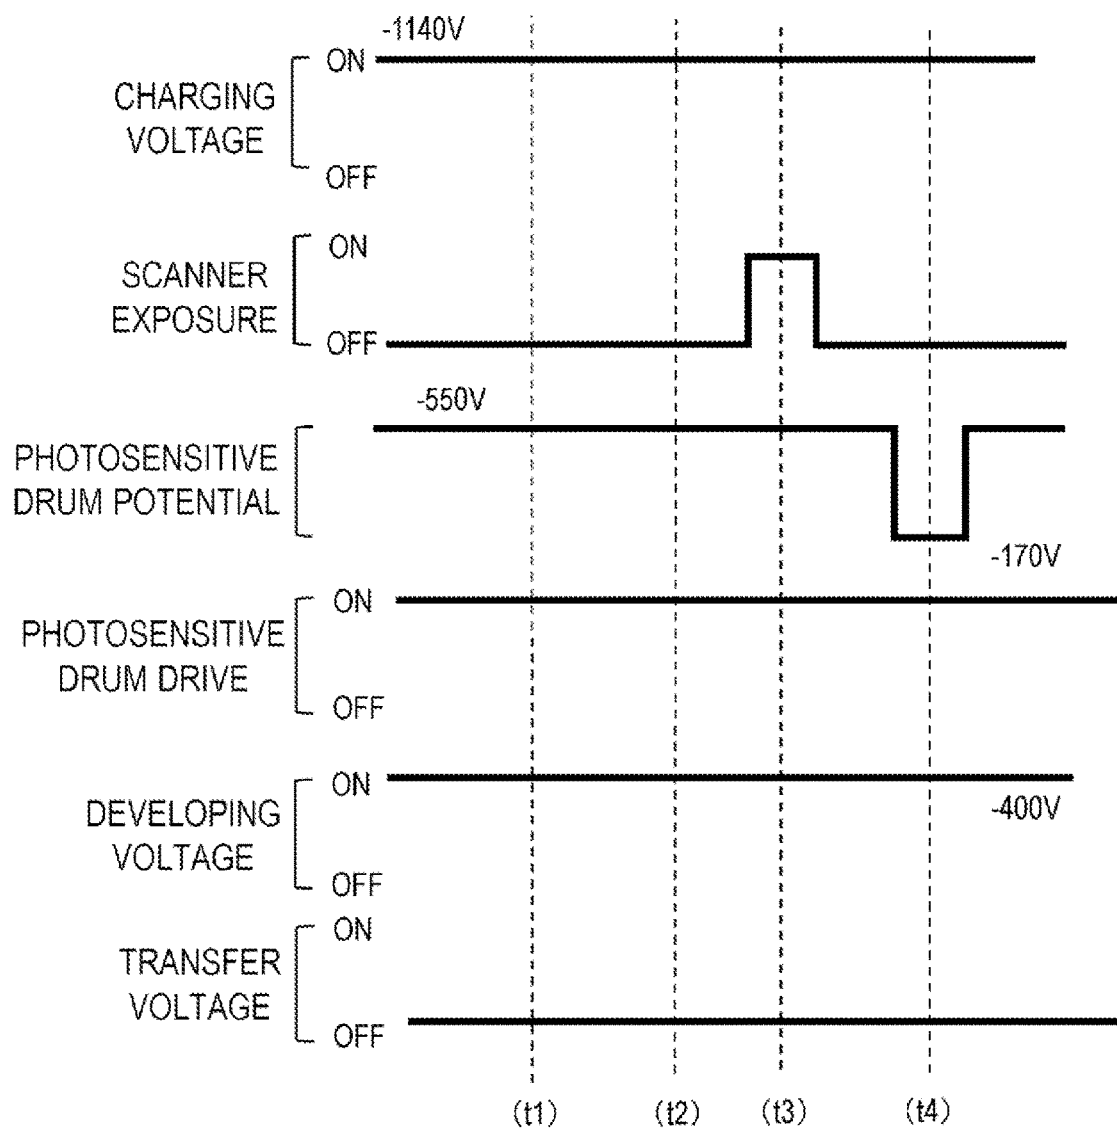 -1140V
ON
CHARGING
VOLTAGE
OFF
ON
SCANNER
EXPOSURE
OFF
-550V
PHOTOSENSITIVE
DRUM POTENTIAL
-170V
ON
PHOTOSENSITIVE
DRUM DRIVE
OFF
ON
DEVELOPING
VOLTAGE
-400V
OFF
ON
TRANSFER
VOLTAGE
OFF
(t1) (t2) (t3) (t4)